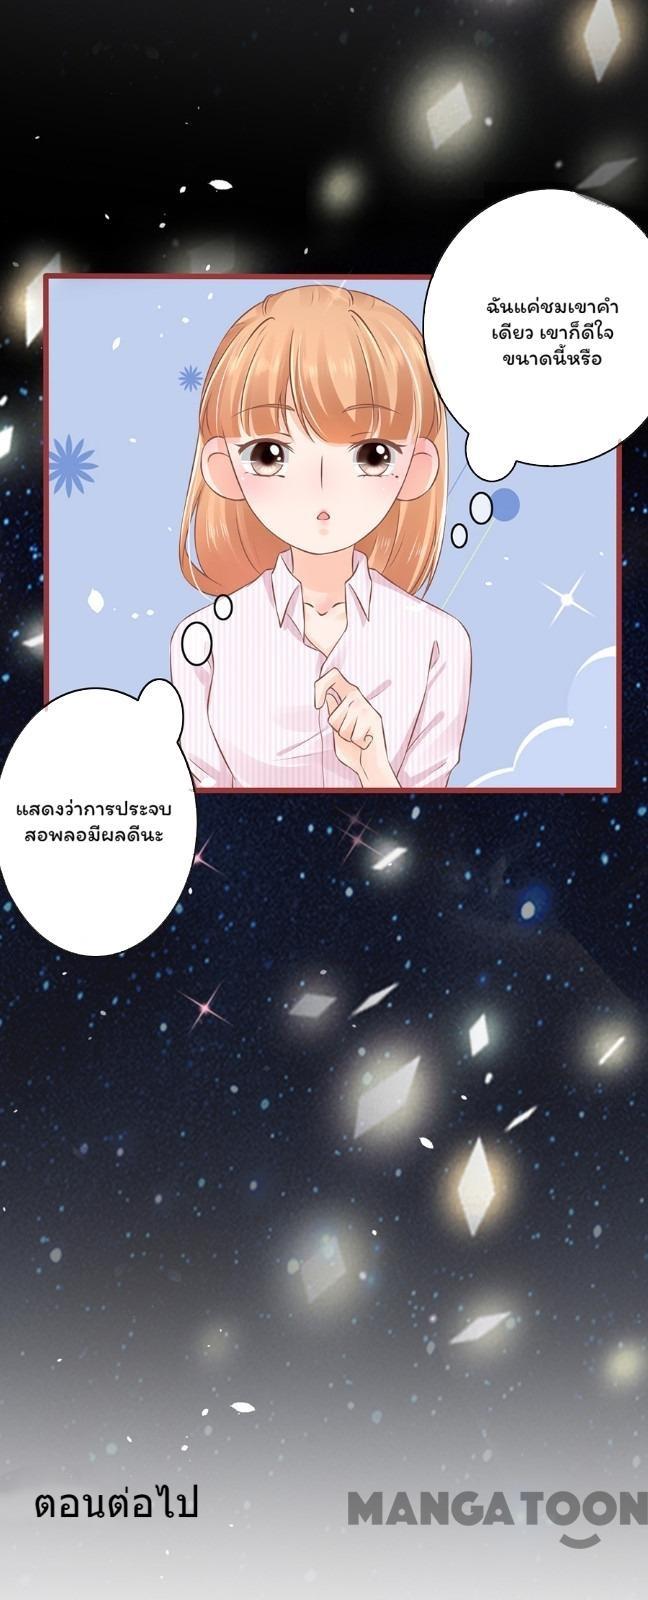 ฉันแค่ชมเขาคำ
เดียว เขาก็ดีใจ
ขนาดนี้หรือ
แสดงว่าการประจบ
สอพลอมีผลดีนะ
ตอนต่อไป
MANGATOON